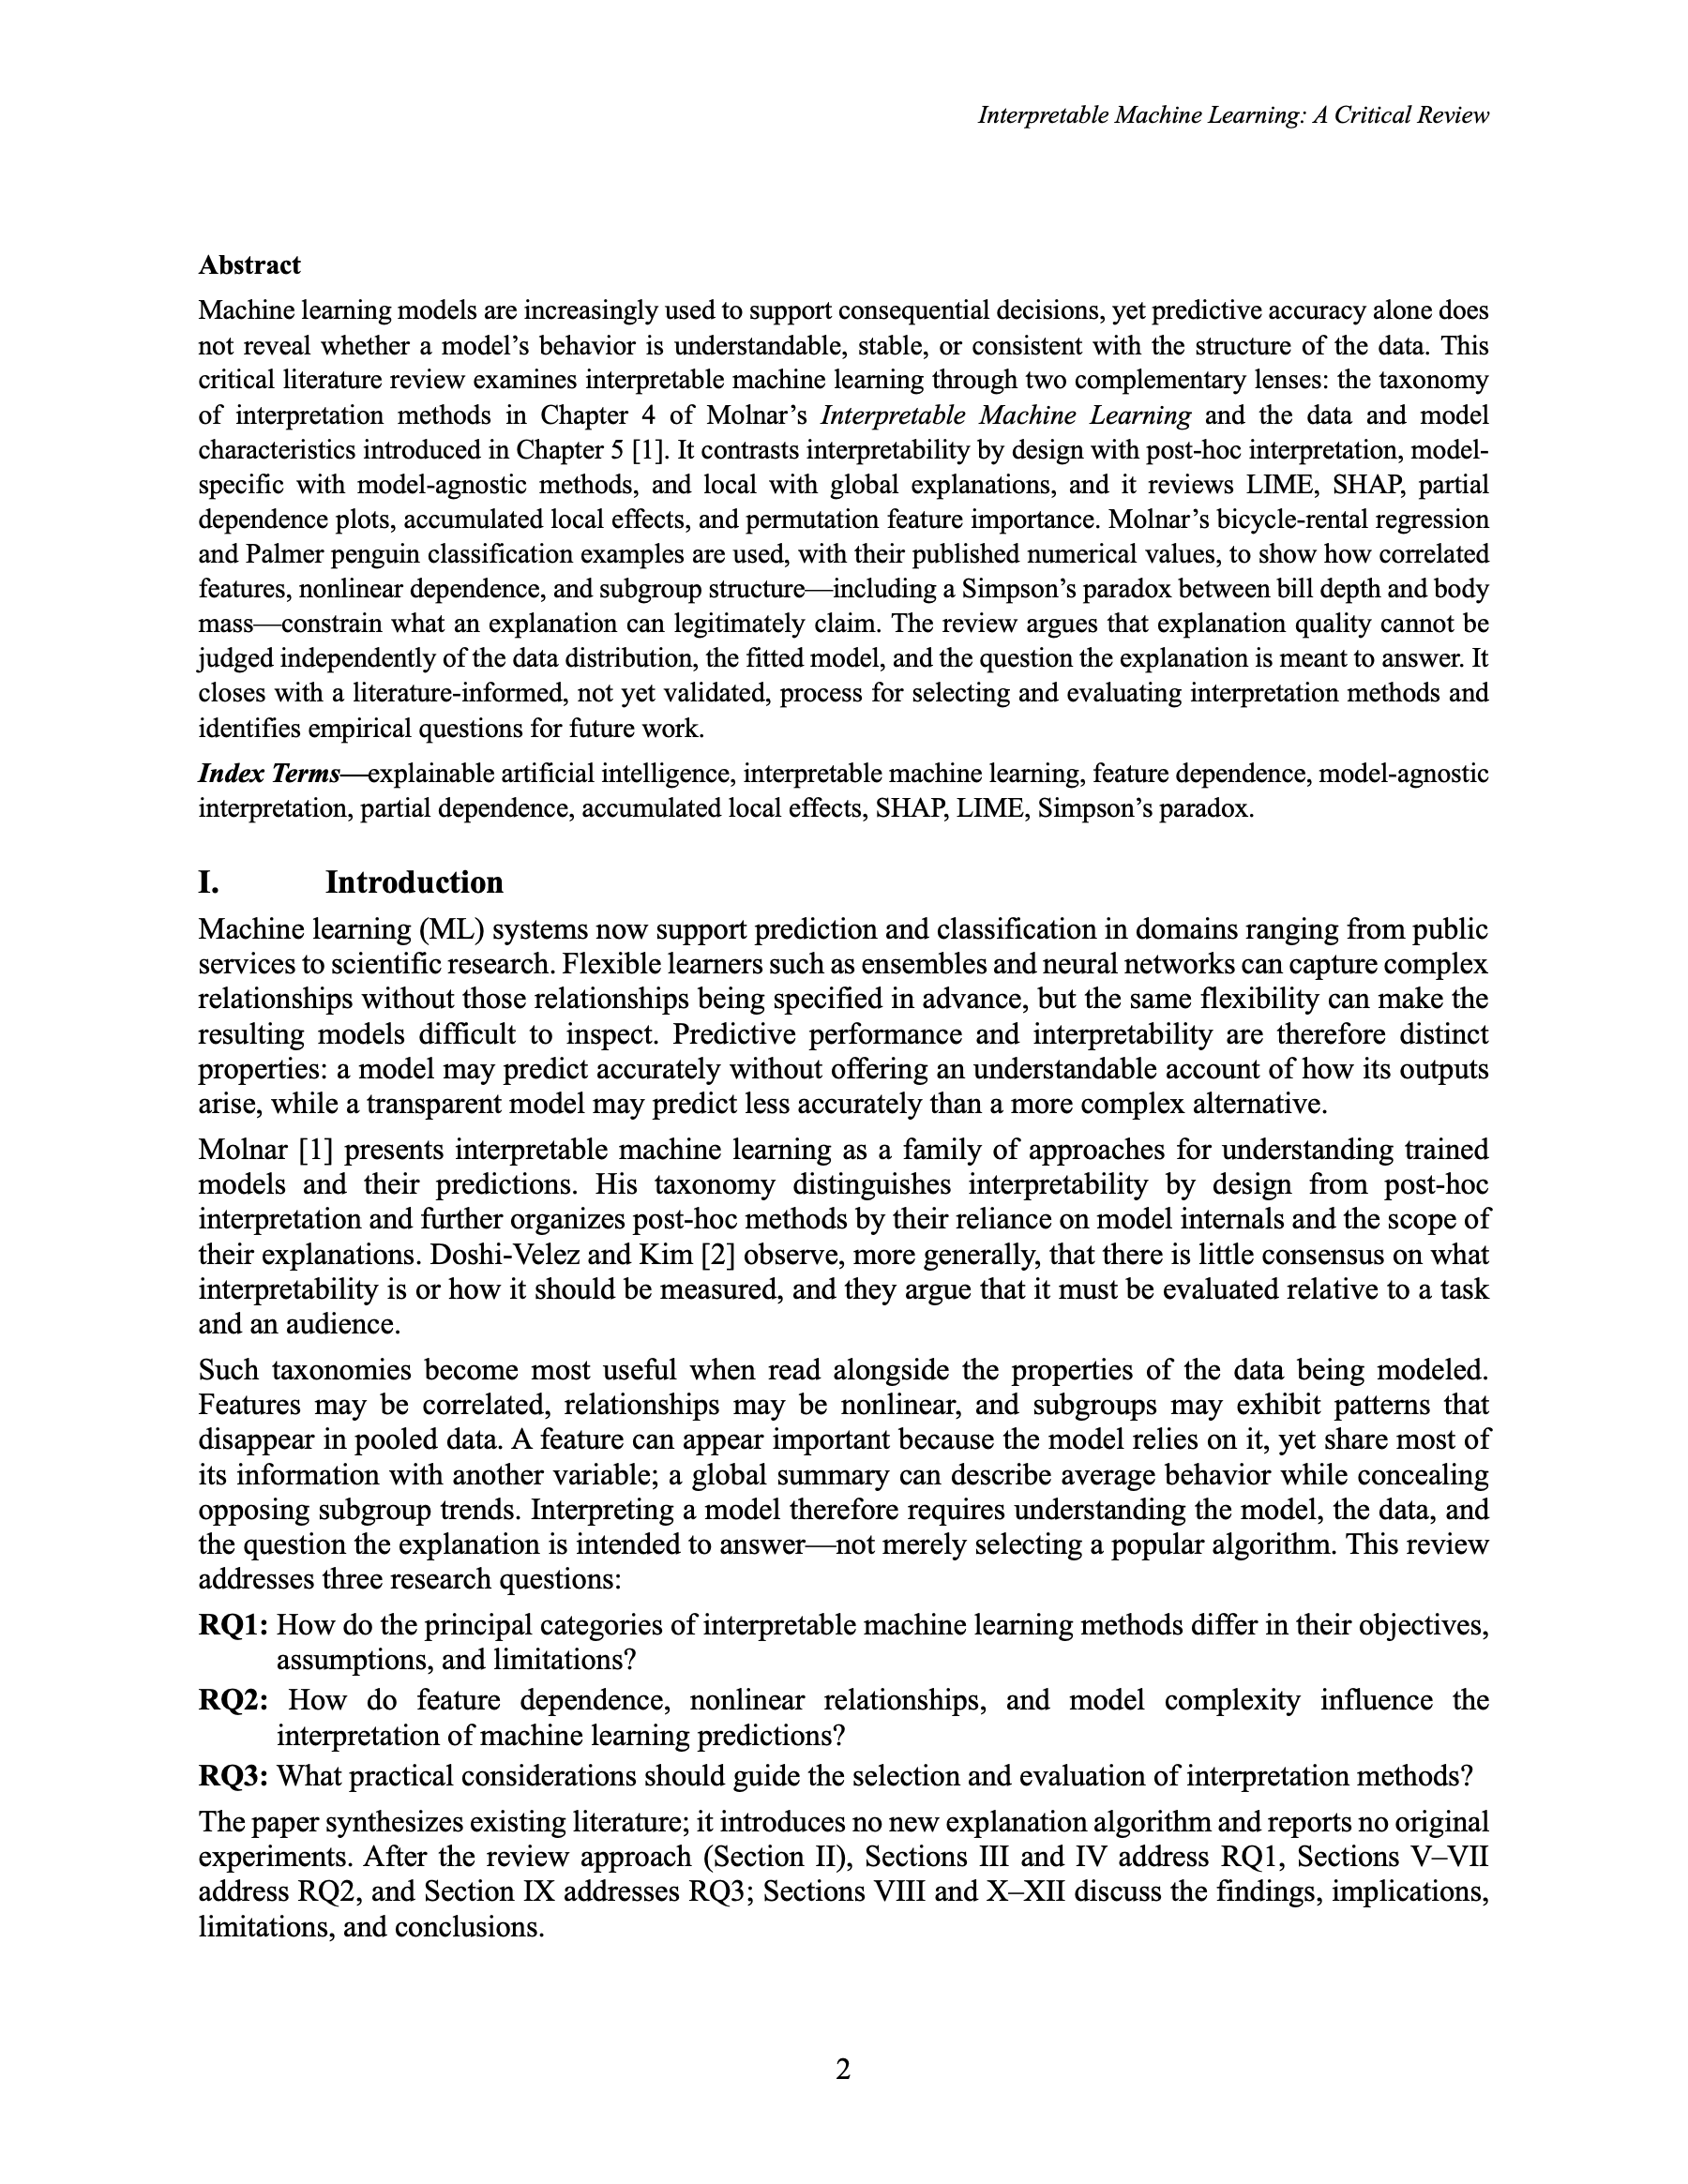 Interpretable Machine Learning: A Critical Review
Abstract
Machine learning models are increasingly used to support consequential decisions, yet predictive accuracy alone does
not reveal whether a model’s behavior is understandable, stable, or consistent with the structure of the data. This
critical literature review examines interpretable machine learning through two complementary lenses: the taxonomy
of interpretation methods in Chapter 4 of Molnar’s Interpretable Machine Learning and the data and model
characteristics introduced in Chapter 5 [1]. It contrasts interpretability by design with post-hoc interpretation, model-
specific with model-agnostic methods, and local with global explanations, and it reviews LIME, SHAP, partial
dependence plots, accumulated local effects, and permutation feature importance. Molnar’s bicycle-rental regression
and Palmer penguin classification examples are used, with their published numerical values, to show how correlated
features, nonlinear dependence, and subgroup structure—including a Simpson’s paradox between bill depth and body
mass—constrain what an explanation can legitimately claim. The review argues that explanation quality cannot be
judged independently of the data distribution, the fitted model, and the question the explanation is meant to answer. It
closes with a literature-informed, not yet validated, process for selecting and evaluating interpretation methods and
identifies empirical questions for future work.
Index Terms—explainable artificial intelligence, interpretable machine learning, feature dependence, model-agnostic
interpretation, partial dependence, accumulated local effects, SHAP, LIME, Simpson’s paradox.
I. Introduction
Machine learning (ML) systems now support prediction and classification in domains ranging from public
services to scientific research. Flexible learners such as ensembles and neural networks can capture complex
relationships without those relationships being specified in advance, but the same flexibility can make the
resulting models difficult to inspect. Predictive performance and interpretability are therefore distinct
properties: a model may predict accurately without offering an understandable account of how its outputs
arise, while a transparent model may predict less accurately than a more complex alternative.
Molnar [1] presents interpretable machine learning as a family of approaches for understanding trained
models and their predictions. His taxonomy distinguishes interpretability by design from post-hoc
interpretation and further organizes post-hoc methods by their reliance on model internals and the scope of
their explanations. Doshi-Velez and Kim [2] observe, more generally, that there is little consensus on what
interpretability is or how it should be measured, and they argue that it must be evaluated relative to a task
and an audience.
Such taxonomies become most useful when read alongside the properties of the data being modeled.
Features may be correlated, relationships may be nonlinear, and subgroups may exhibit patterns that
disappear in pooled data. A feature can appear important because the model relies on it, yet share most of
its information with another variable; a global summary can describe average behavior while concealing
opposing subgroup trends. Interpreting a model therefore requires understanding the model, the data, and
the question the explanation is intended to answer—not merely selecting a popular algorithm. This review
addresses three research questions:
RQ1: How do the principal categories of interpretable machine learning methods differ in their objectives,
assumptions, and limitations?
RQ2: How do feature dependence, nonlinear relationships, and model complexity influence the
interpretation of machine learning predictions?
RQ3: What practical considerations should guide the selection and evaluation of interpretation methods?
The paper synthesizes existing literature; it introduces no new explanation algorithm and reports no original
experiments. After the review approach (Section II), Sections III and IV address RQ1, Sections V–VII
address RQ2, and Section IX addresses RQ3; Sections VIII and X–XII discuss the findings, implications,
limitations, and conclusions.
2